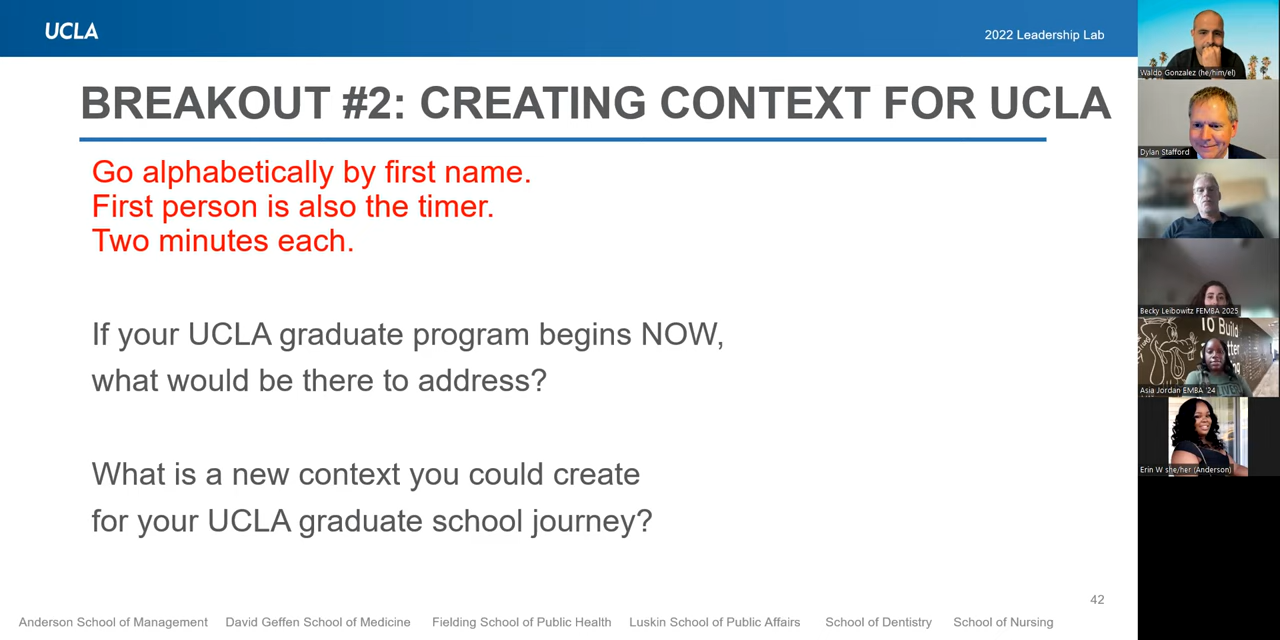 UCLA
2022 Leadership Lab
BREAKOUT #2: CREATING CONTEXT FOR UCLA
Go alphabetically by first name.
First person is also the timer.
Two minutes each.
If your UCLA graduate program begins NOW,
what would be there to address?
What is a new context you could create
for your UCLA graduate school journey?
42
Anderson School of Management David Geffen School of Medicine Fielding School of Public Health Luskin School of Public Affairs School of Dentistry School of Nursing
Waldo Gonzalez (he/him/el)
Dylan Stafford
Becky Leibowitz FEMBA 2025
To Build
Asia Jordan EMBA '24
Erin W she/her (Anderson)